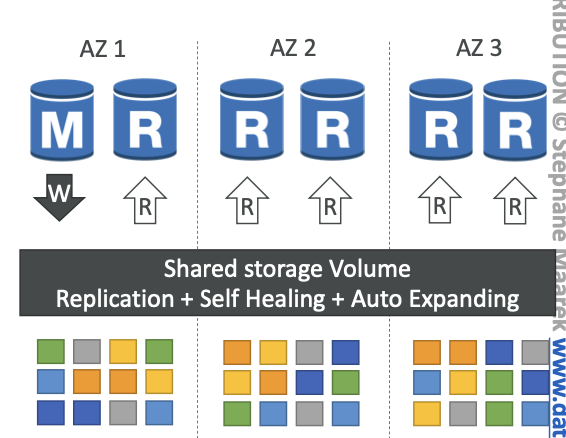 AZ 1
AZ 2
AZ 3
M
R
R
R
R
R
W
R
R
R
R
R
Shared storage Volume
Replication + Self Healing + Auto Expanding
RIBUTION © Stephane Maarek www.dat